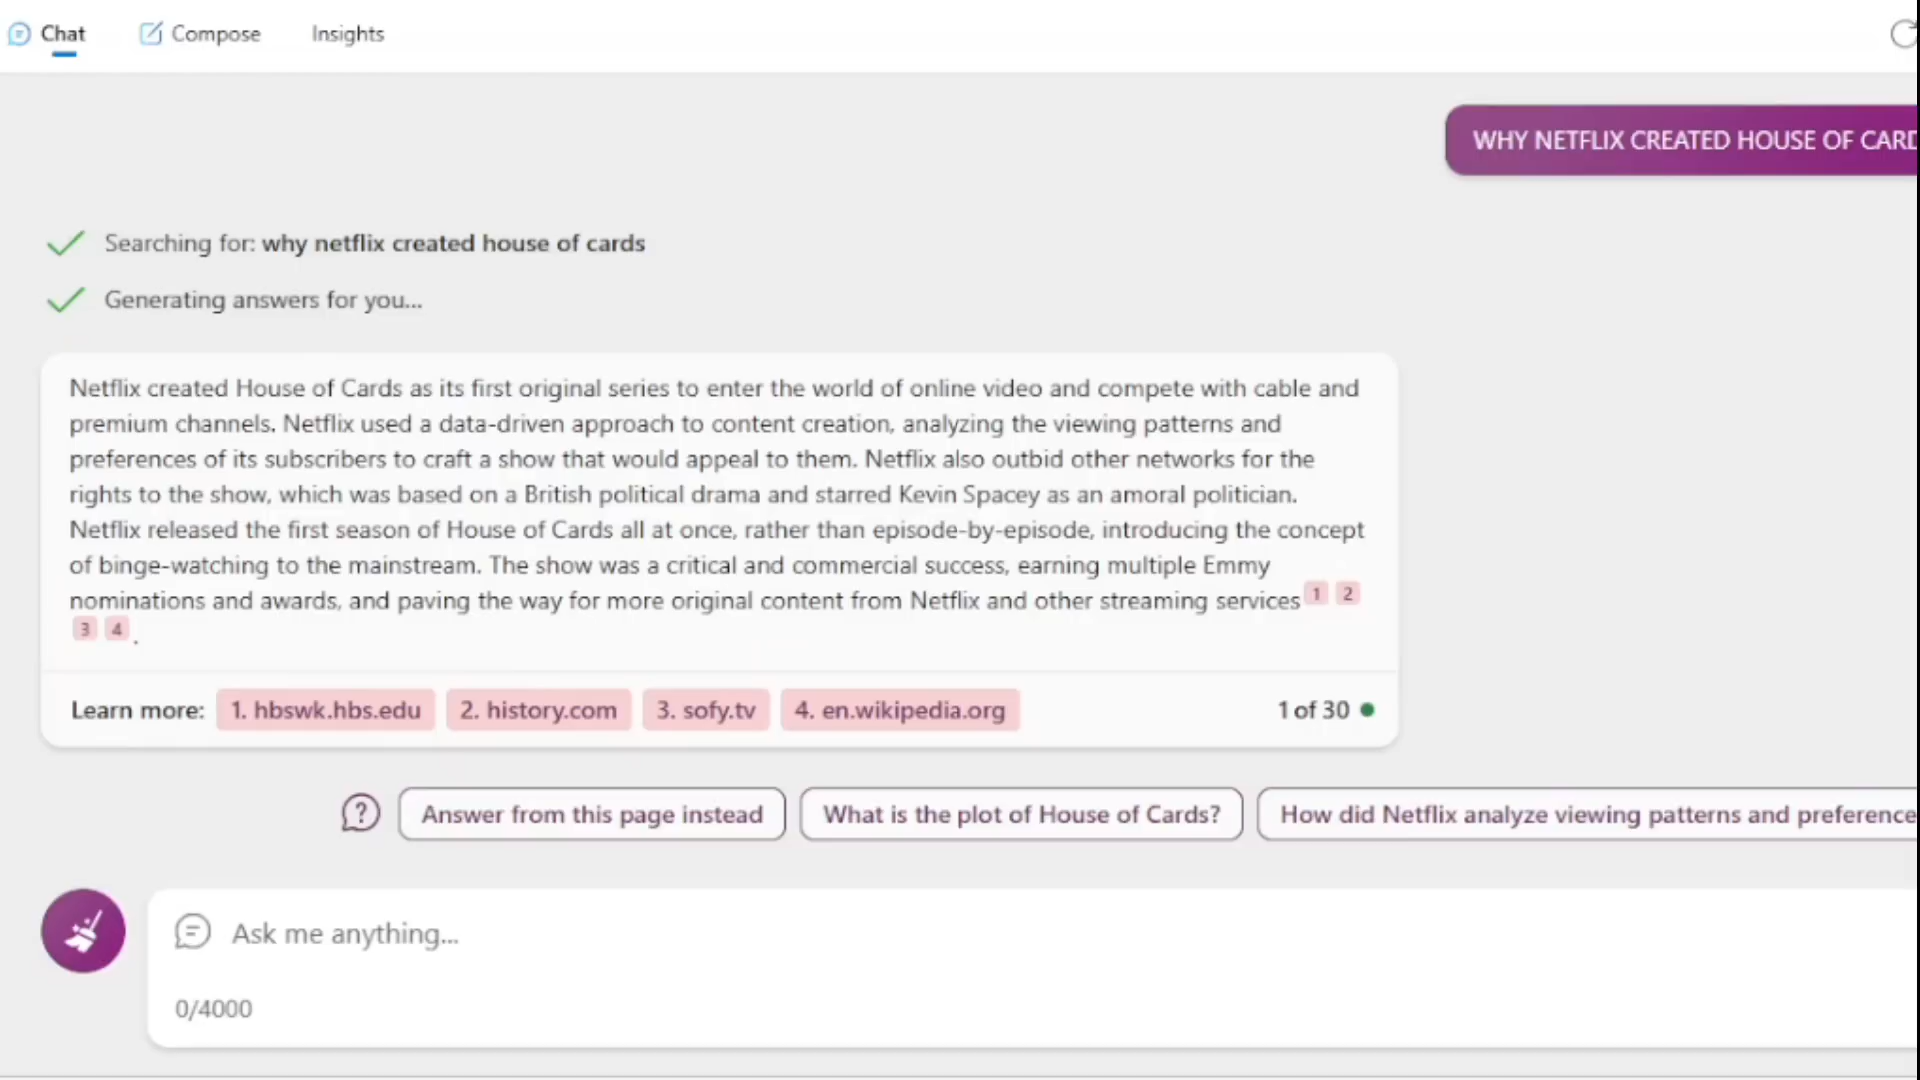 Chat Compose Insights
WHY NETFLIX CREATED HOUSE OF CARD
Searching for: why netflix created house of cards
Generating answers for you...
Netflix created House of Cards as its first original series to enter the world of online video and compete with cable and
premium channels. Netflix used a data-driven approach to content creation, analyzing the viewing patterns and
preferences of its subscribers to craft a show that would appeal to them. Netflix also outbid other networks for the
rights to the show, which was based on a British political drama and starred Kevin Spacey as an amoral politician.
Netflix released the first season of House of Cards all at once, rather than episode-by-episode, introducing the concept
of binge-watching to the mainstream. The show was a critical and commercial success, earning multiple Emmy
nominations and awards, and paving the way for more original content from Netflix and other streaming services 1 2
3 4 .
Learn more: 1. hbswk.hbs.edu 2. history.com 3. sofy.tv 4. en.wikipedia.org 1 of 30
Answer from this page instead What is the plot of House of Cards? How did Netflix analyze viewing patterns and preference
Ask me anything...
0/4000